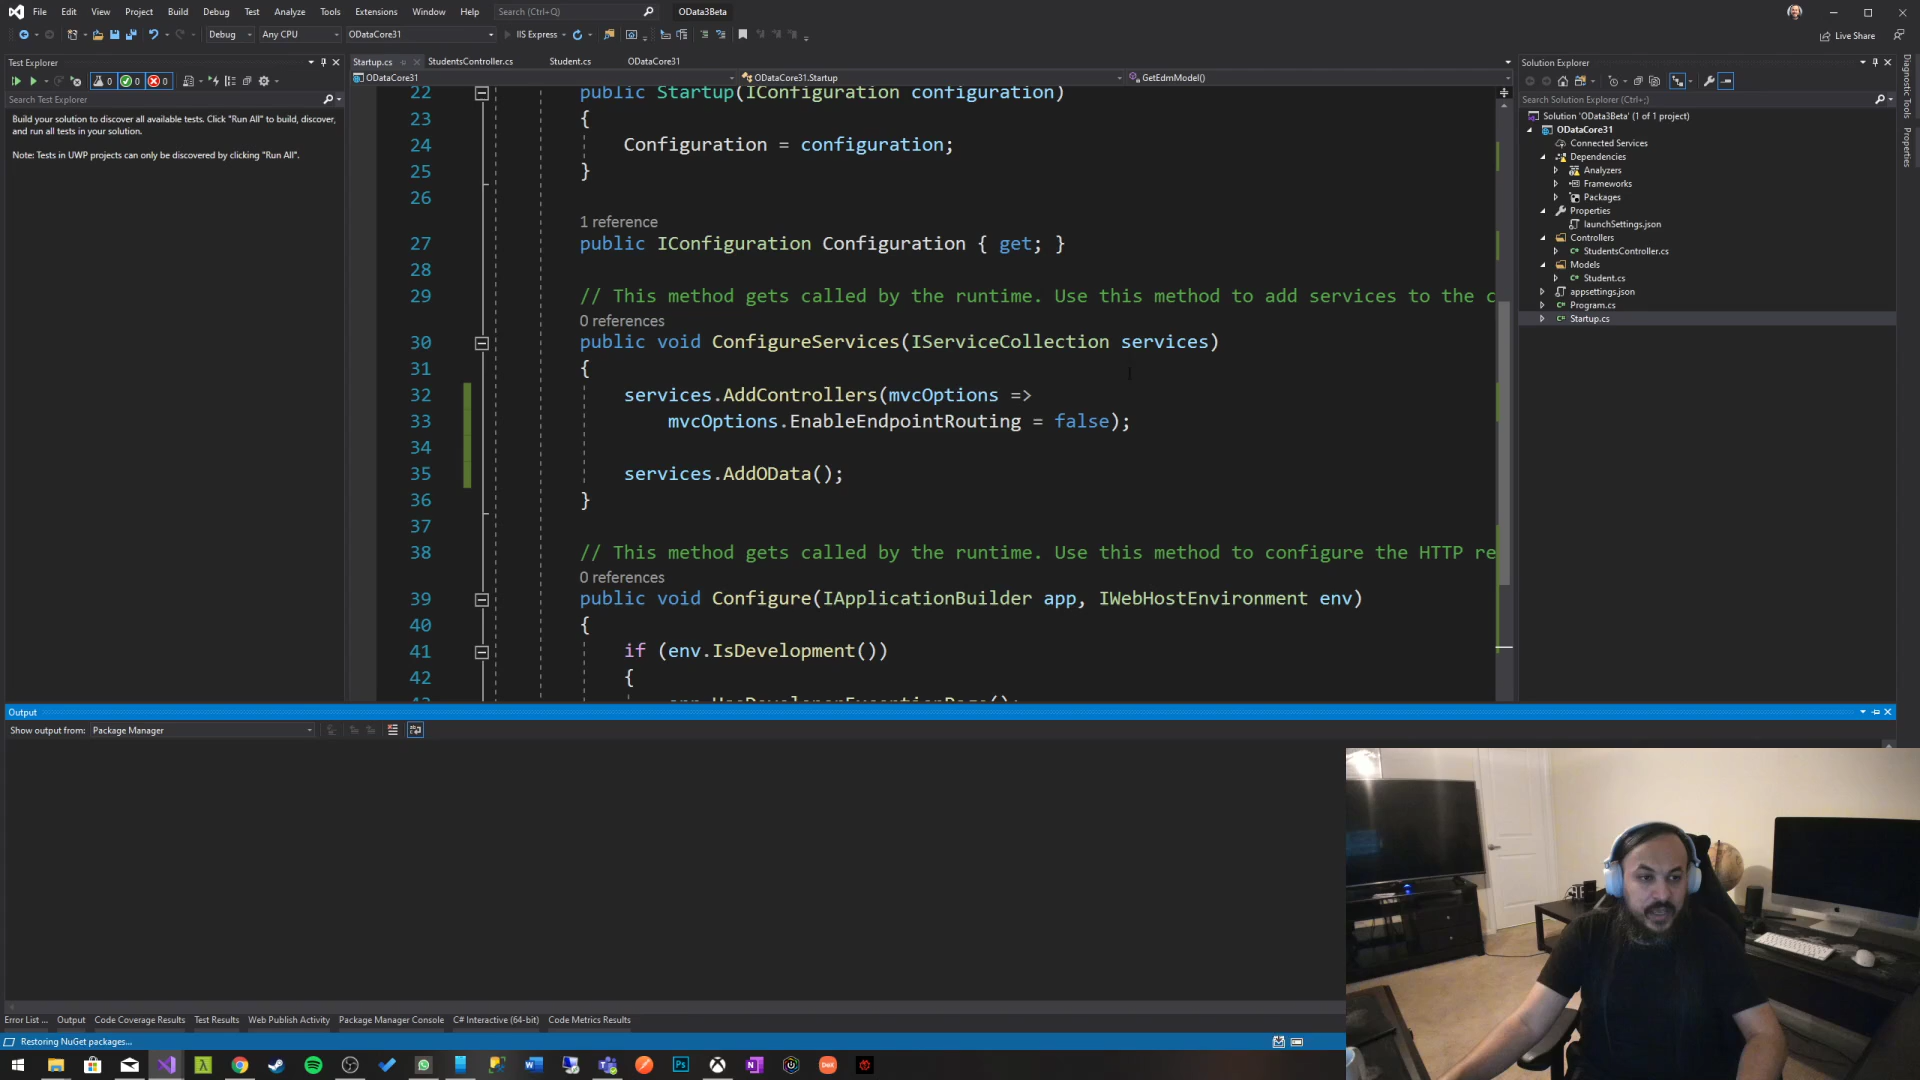 File Edit View Project Build Debug Test Analyze Tools Extensions Window Help Search (Ctrl+Q) OData3Beta
Debug Any CPU ODataCore31 IIS Express Live Share
Test Explorer
0 0 0
Search Test Explorer
Build your solution to discover all available tests. Click "Run All" to build, discover,
and run all tests in your solution.
Note: Tests in UWP projects can only be discovered by clicking "Run All".
Startup.cs StudentsController.cs Student.cs ODataCore31
ODataCore31 ODataCore31.Startup GetEdmModel()
22 public Startup(IConfiguration configuration)
23 {
24 Configuration = configuration;
25 }
26
1 reference
27 public IConfiguration Configuration { get; }
28
29 // This method gets called by the runtime. Use this method to add services to the c
0 references
30 public void ConfigureServices(IServiceCollection services)
31 {
32 services.AddControllers(mvcOptions =>
33 mvcOptions.EnableEndpointRouting = false);
34
35 services.AddOData();
36 }
37
38 // This method gets called by the runtime. Use this method to configure the HTTP re
0 references
39 public void Configure(IApplicationBuilder app, IWebHostEnvironment env)
40 {
41 if (env.IsDevelopment())
42 {
Solution Explorer
Search Solution Explorer (Ctrl+;)
Solution 'OData3Beta' (1 of 1 project)
ODataCore31
Connected Services
Dependencies
Analyzers
Frameworks
Packages
Properties
launchSettings.json
Controllers
StudentsController.cs
Models
Student.cs
appsettings.json
Program.cs
Startup.cs
Diagnostic Tools
Properties
Output
Show output from: Package Manager
Error List ... Output Code Coverage Results Test Results Web Publish Activity Package Manager Console C# Interactive (64-bit) Code Metrics Results
Restoring NuGet packages...